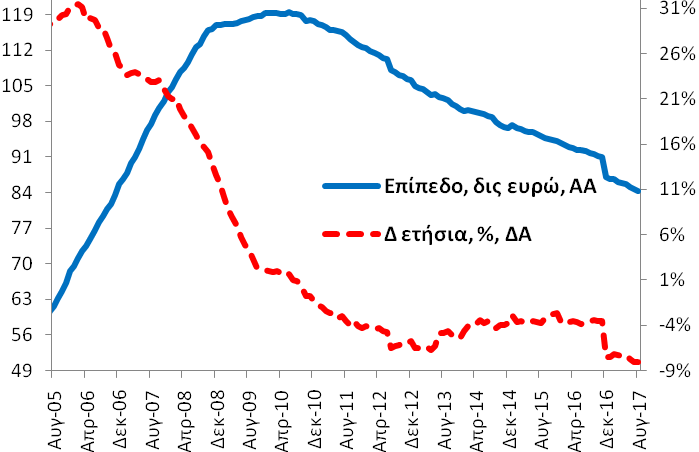 119
112
105
98
91
84
77
70
63
56
49
31%
26%
21%
16%
11%
6%
1%
-4%
-9%
Επίπεδο, δις ευρώ, ΑΑ
Δ ετήσια, %, ΔΑ
Αυγ-05
Απρ-06
Δεκ-06
Αυγ-07
Απρ-08
Δεκ-08
Αυγ-09
Απρ-10
Δεκ-10
Αυγ-11
Απρ-12
Δεκ-12
Αυγ-13
Απρ-14
Δεκ-14
Αυγ-15
Απρ-16
Δεκ-16
Αυγ-17